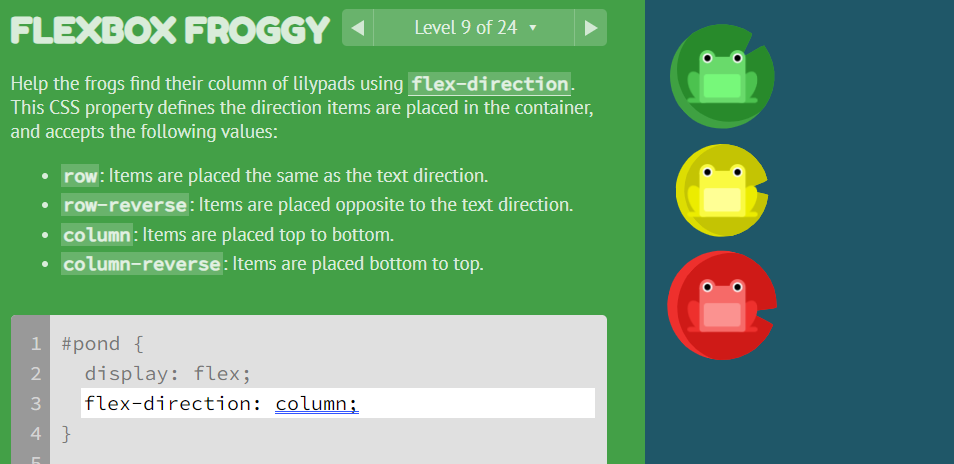 FLEXBOX FROGGY
◀ Level 9 of 24 ▼ ▶
Help the frogs find their column of lilypads using flex-direction.
This CSS property defines the direction items are placed in the container,
and accepts the following values:
• row: Items are placed the same as the text direction.
• row-reverse: Items are placed opposite to the text direction.
• column: Items are placed top to bottom.
• column-reverse: Items are placed bottom to top.
1 #pond {
2 display: flex;
3 flex-direction: column;
4 }
5